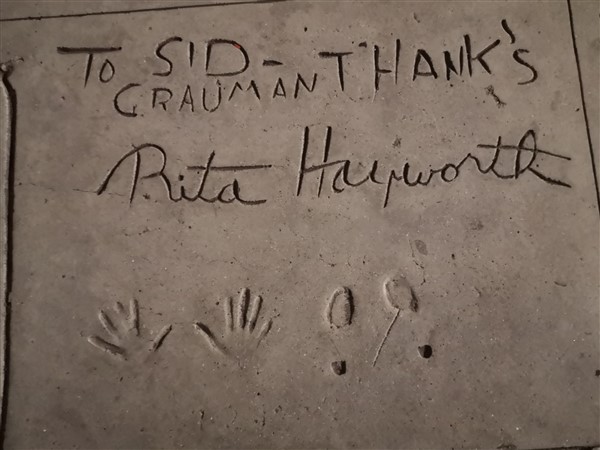 TO SID - THANK'S
GRAUMAN
Rita Hayworth